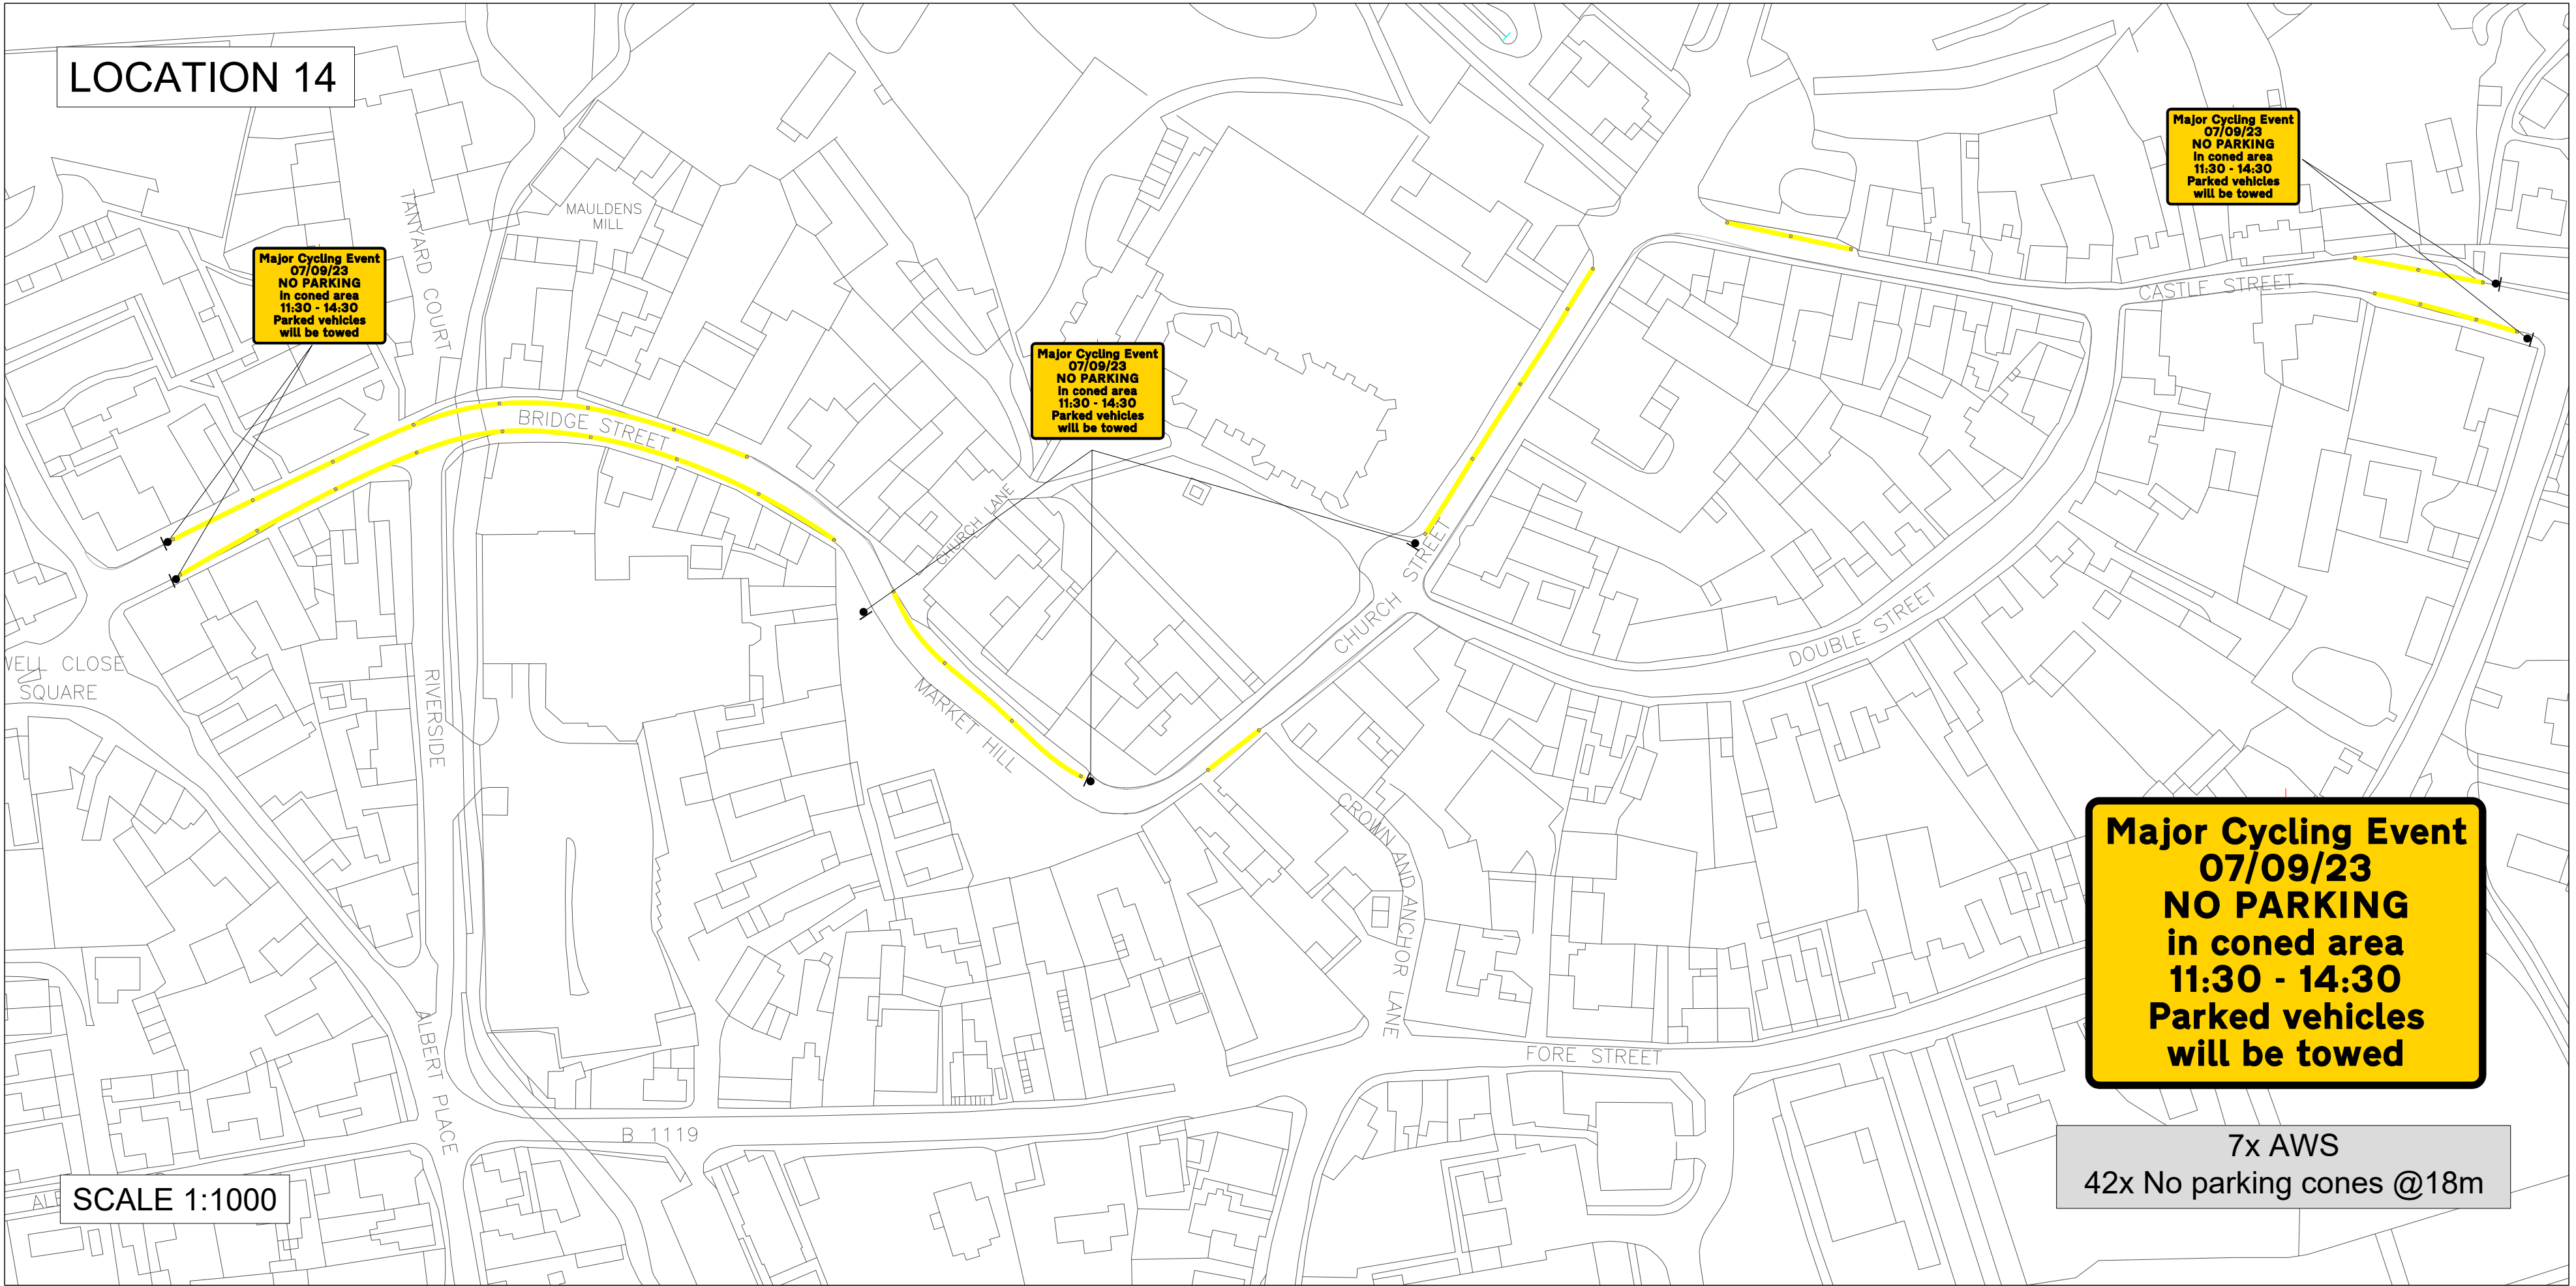 LOCATION 14
Major Cycling Event
07/09/23
NO PARKING
in coned area
11:30 - 14:30
Parked vehicles
will be towed
MAULDENS
MILL
TANYARD COURT
Major Cycling Event
07/09/23
NO PARKING
in coned area
11:30 - 14:30
Parked vehicles
will be towed
Major Cycling Event
07/09/23
NO PARKING
in coned area
11:30 - 14:30
Parked vehicles
will be towed
CASTLE STREET
BRIDGE STREET
CHURCH LANE
CHURCH STREET
DOUBLE STREET
WELL CLOSE
SQUARE
RIVERSIDE
MARKET HILL
CROWN AND ANCHOR LANE
ALBERT PLACE
FORE STREET
B 1119
Major Cycling Event
07/09/23
NO PARKING
in coned area
11:30 - 14:30
Parked vehicles
will be towed
7x AWS
42x No parking cones @18m
SCALE 1:1000